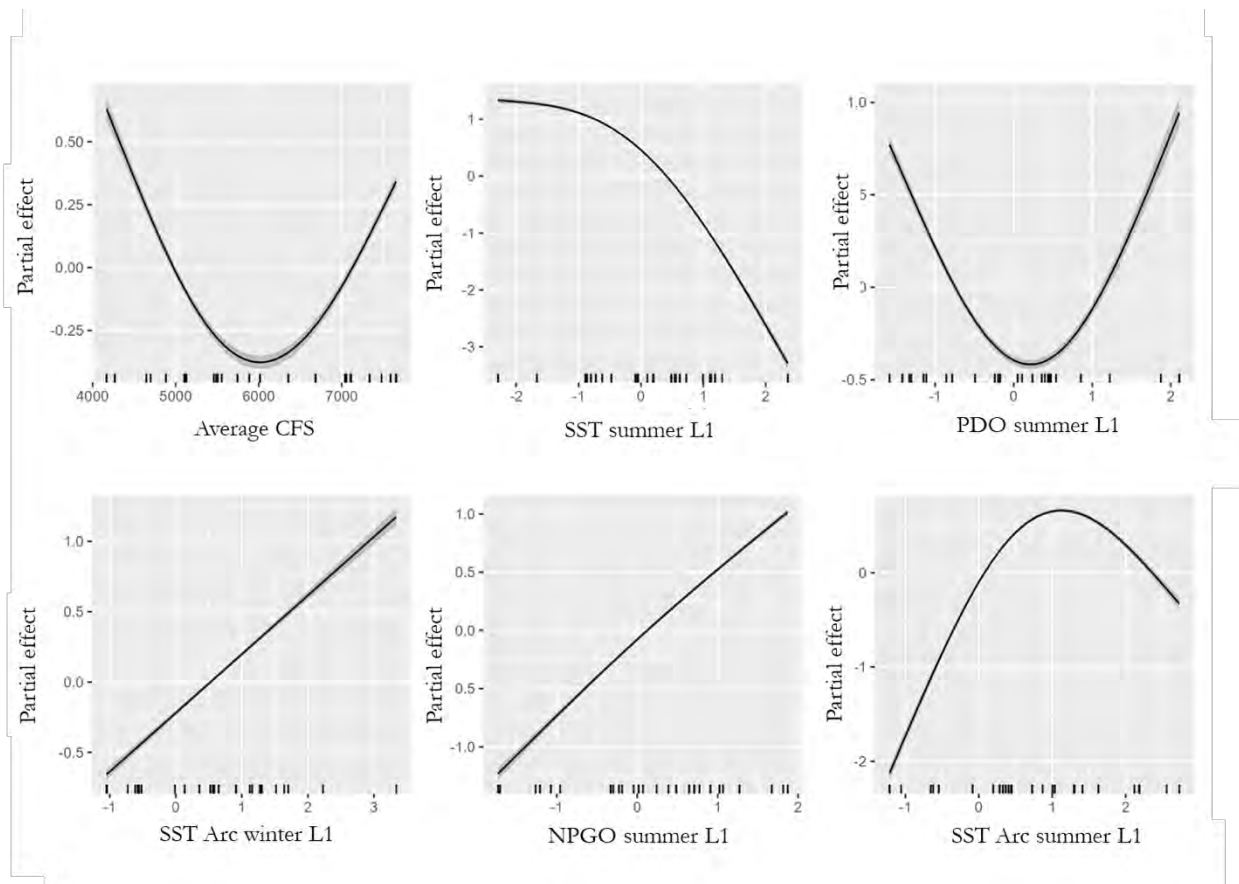 Partial effect
0.50
0.25
0.00
-0.25
4000 5000 6000 7000
Average CFS
Partial effect
1
0
-1
-2
-3
-2 -1 0 1 2
SST summer L1
Partial effect
1.0
5
0
-0.5
-1 0 1 2
PDO summer L1
Partial effect
1.0
0.5
0.0
-0.5
-1 0 1 2 3
SST Arc winter L1
Partial effect
1.0
0.5
0.0
0.5
-1.0
-1 0 1 2
NPGO summer L1
Partial effect
0
-1
-2
-1 0 1 2
SST Arc summer L1